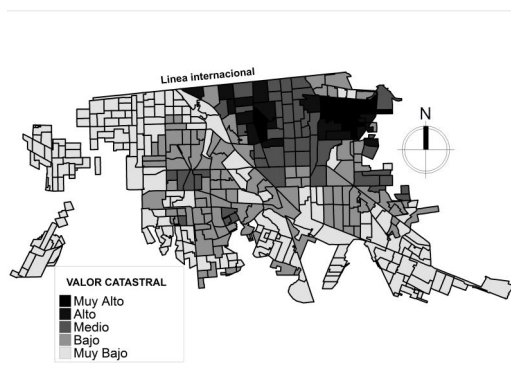 Linea internacional
N
VALOR CATASTRAL
Muy Alto
Alto
Medio
Bajo
Muy Bajo